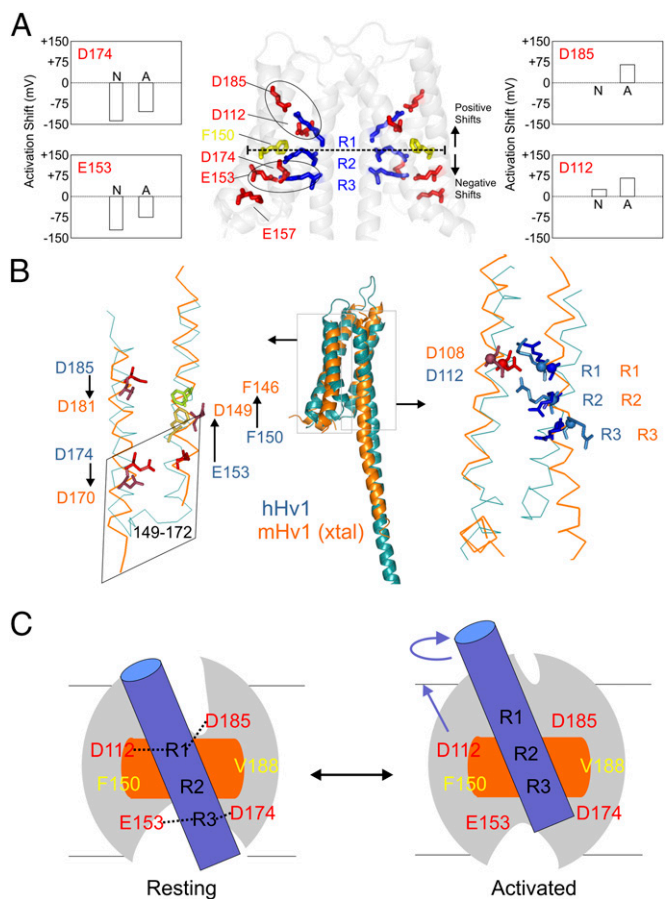 A
+150
+75
0
-75
-150
D174
N A
Activation Shift (mV)
+150
+75
0
-75
-150
E153
N A
D185
D112
F150
D174
E153
E157
R1
R2
R3
Positive
Shifts
Negative
Shifts
Activation Shift (mV)
+150
+75
0
-75
-150
D185
N A
+150
+75
0
-75
-150
D112
N A
B
D185
D181
D174
D170
149-172
D149
E153
F146
F150
hHv1
mHv1 (xtal)
D108
D112
R1 R1
R2 R2
R3 R3
C
D185
D112 R1
F150 V188
R2
E153 R3 D174
Resting
R1 D185
D112 R2
F150 V188
R3
E153 D174
Activated